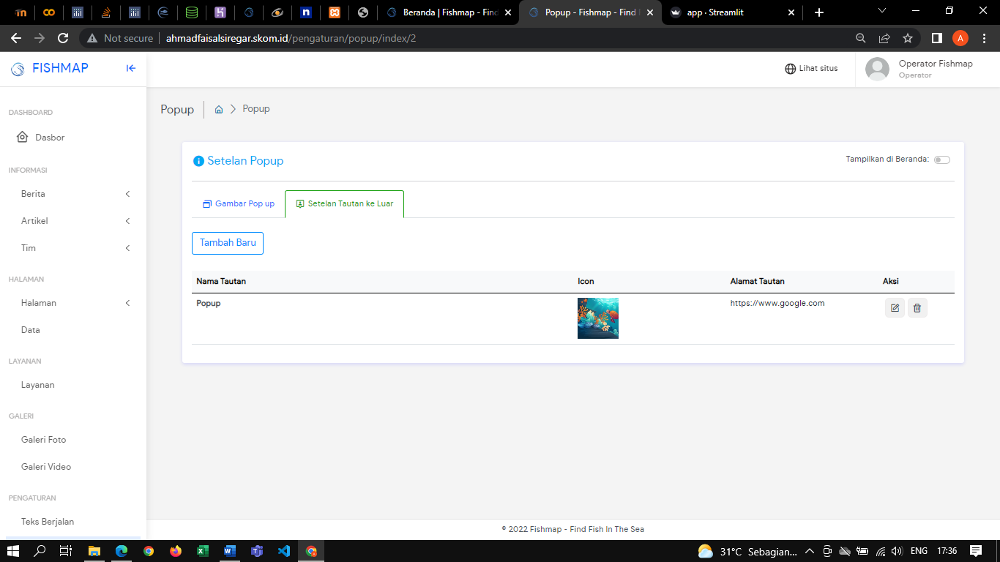 Beranda | Fishmap - Find
Popup - Fishmap - Find
app · Streamlit
Not secure
ahmadfaisalsiregar.skom.id/pengaturan/popup/index/2
A
FISHMAP
Lihat situs
Operator Fishmap
Operator
DASHBOARD
Dasbor
INFORMASI
Berita
Artikel
Tim
HALAMAN
Halaman
Data
LAYANAN
Layanan
GALERI
Galeri Foto
Galeri Video
PENGATURAN
Teks Berjalan
Popup
Popup
Setelan Popup
Tampilkan di Beranda:
Gambar Pop up
Setelan Tautan ke Luar
Tambah Baru
Nama Tautan Icon Alamat Tautan Aksi
Popup https://www.google.com
© 2022 Fishmap - Find Fish In The Sea
31°C Sebagian... ENG 17:36